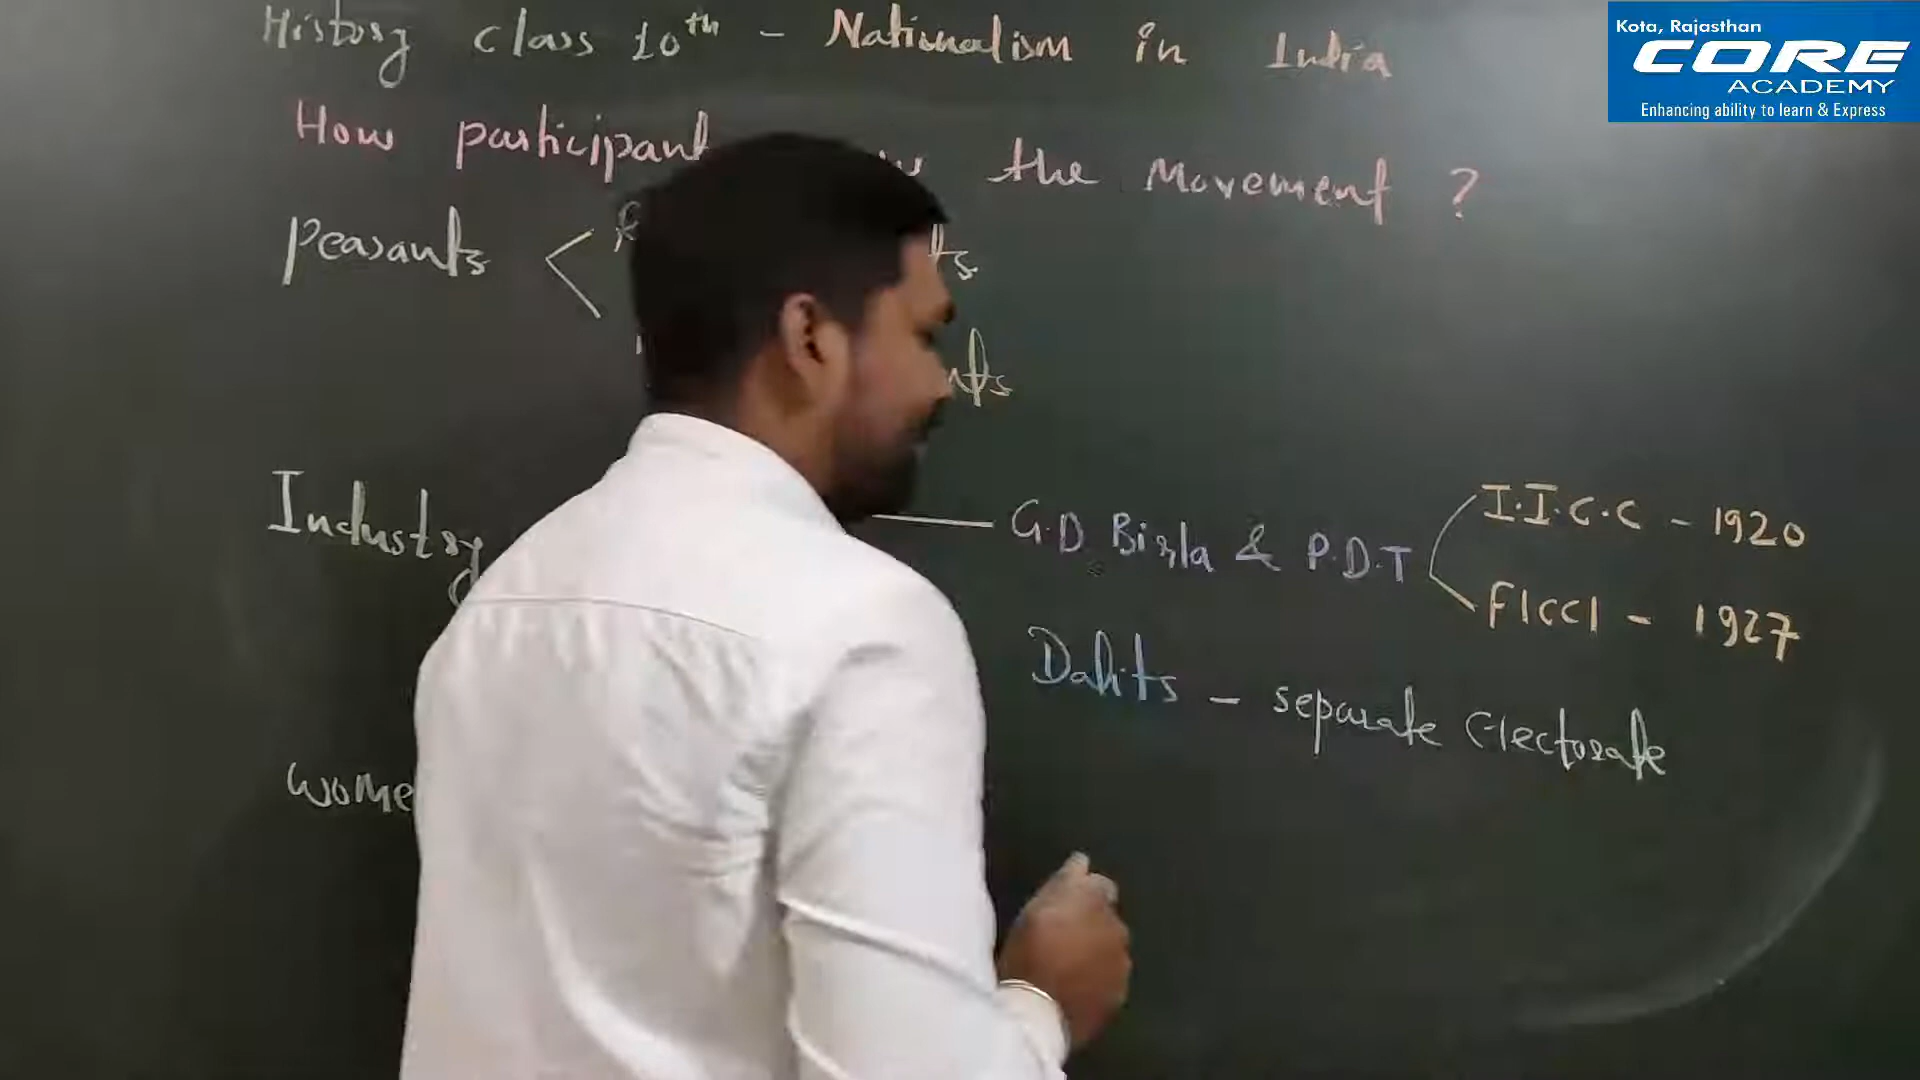 History class 10th - Nationalism in India
How participant the Movement ?
Peasants
Industry
G.D Birla & P.D.T
I.I.C.C - 1920
FICCI - 1927
Dalits - separate Electorate
Kota, Rajasthan
CORE
ACADEMY
Enhancing ability to learn & Express